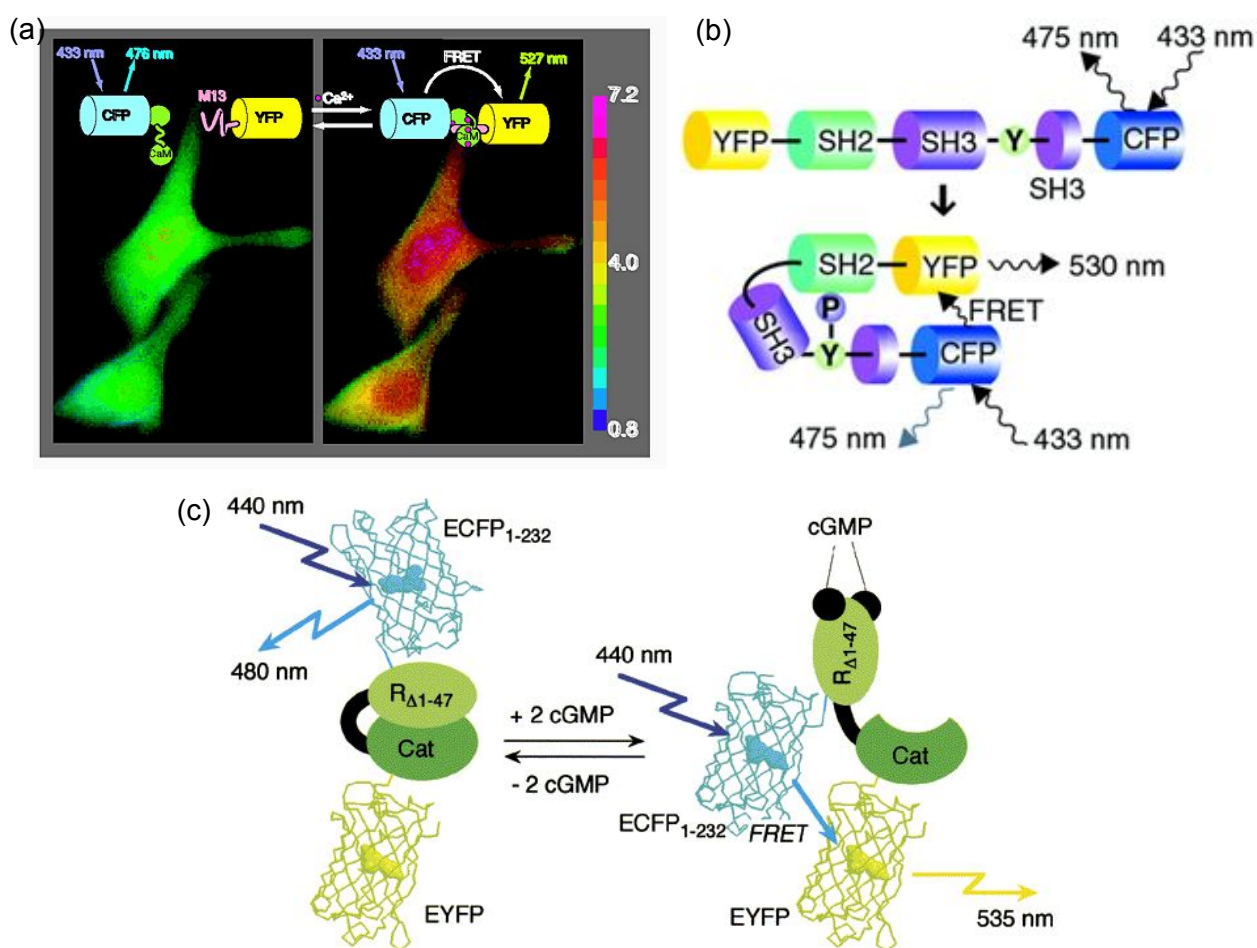 (a)
433 nm 476 nm
M13
CFP
CaM
YFP
Ca²⁺
433 nm
FRET
527 nm
CFP
CaM
YFP
7.2
4.0
0.8
(b)
475 nm 433 nm
YFP SH2 SH3 Y CFP
SH3
SH2 YFP 530 nm
P FRET
SH3 Y CFP
475 nm 433 nm
(c)
440 nm
ECFP₁₋₂₃₂
480 nm
R_Δ1-47
Cat
EYFP
+ 2 cGMP
- 2 cGMP
cGMP
440 nm
R_Δ1-47
Cat
ECFP₁₋₂₃₂ FRET
EYFP
535 nm